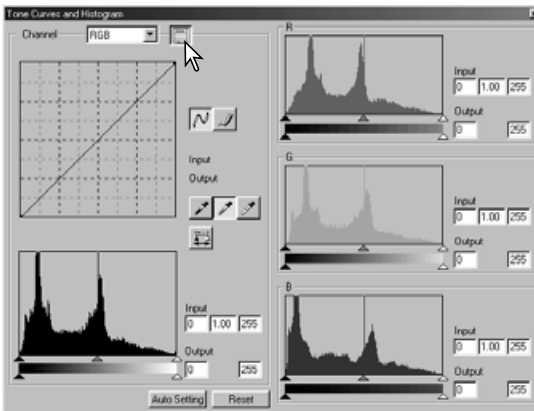 Tone Curves and Histogram
Channel RGB
Input
Output
Input
0 1.00 255
Output
0 255
Auto Setting Reset
R
Input
0 1.00 255
Output
0 255
G
Input
0 1.00 255
Output
0 255
B
Input
0 1.00 255
Output
0 255